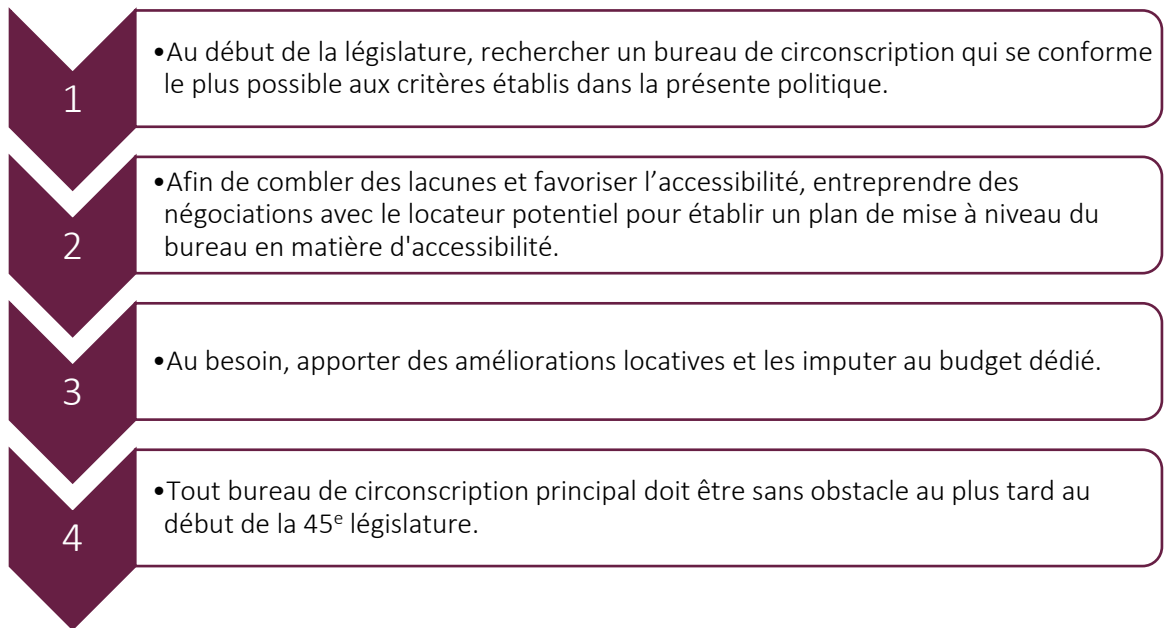 1
•Au début de la législature, rechercher un bureau de circonscription qui se conforme
le plus possible aux critères établis dans la présente politique.
2
•Afin de combler des lacunes et favoriser l’accessibilité, entreprendre des
négociations avec le locateur potentiel pour établir un plan de mise à niveau du
bureau en matière d'accessibilité.
3
•Au besoin, apporter des améliorations locatives et les imputer au budget dédié.
4
•Tout bureau de circonscription principal doit être sans obstacle au plus tard au
début de la 45ᵉ législature.